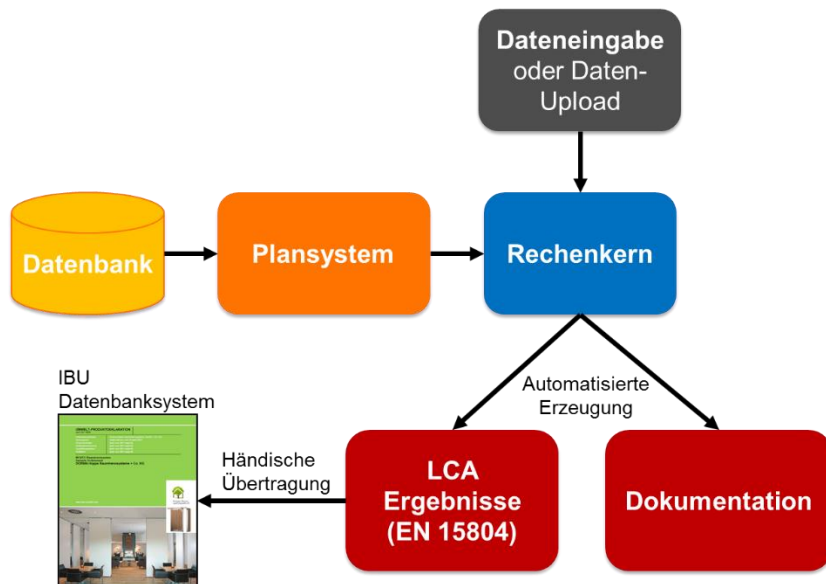 Dateneingabe
oder Daten-
Upload
Datenbank
Plansystem
Rechenkern
IBU
Datenbanksystem
Automatisierte
Erzeugung
Händische
Übertragung
LCA
Ergebnisse
(EN 15804)
Dokumentation